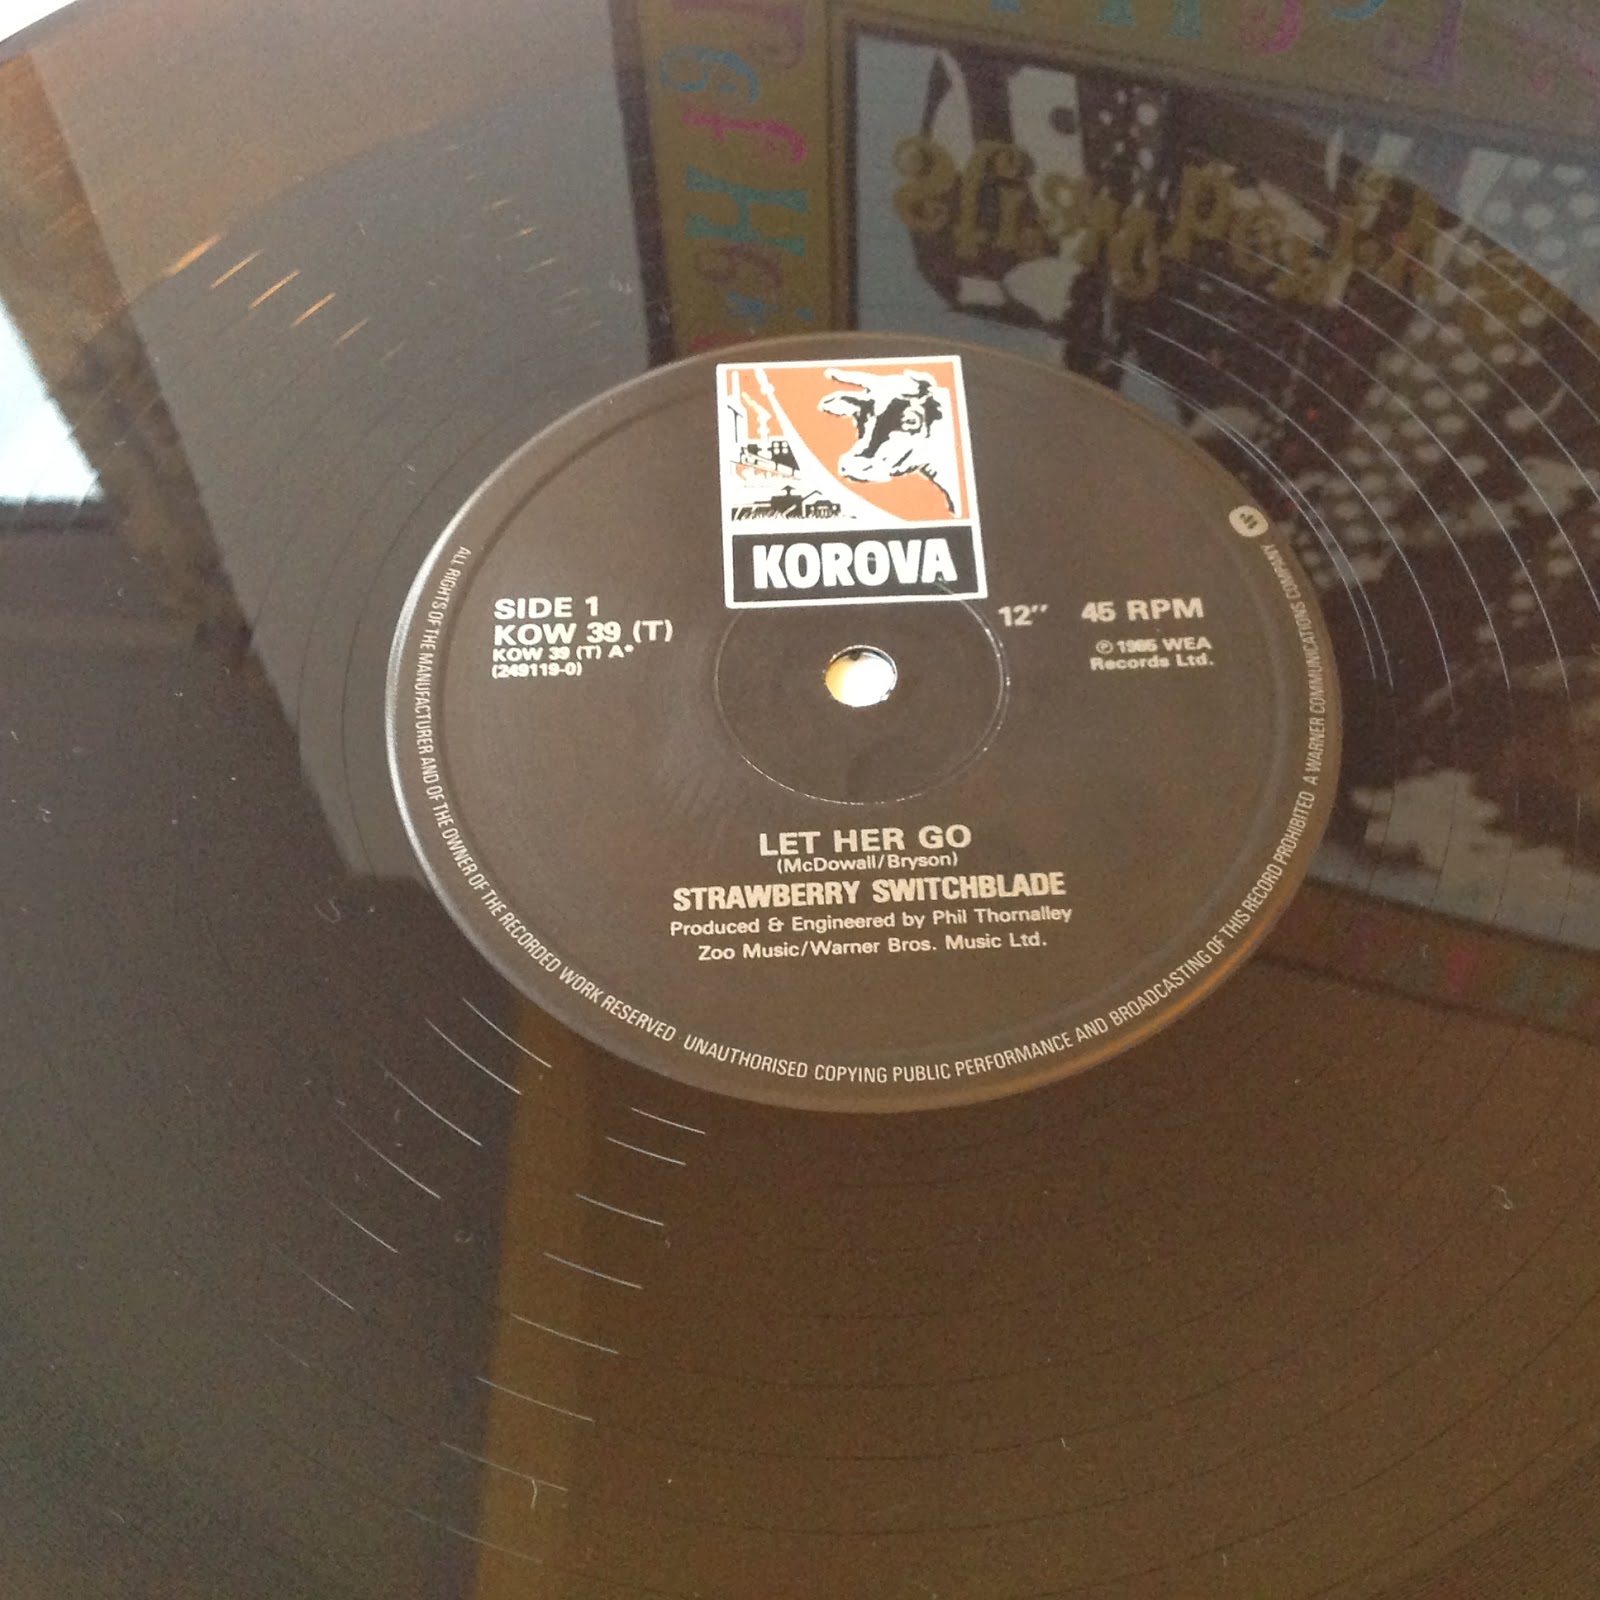 KOROVA
SIDE 1
KOW 39 (T)
KOW 39 (T) A*
(249119-0)
12" 45 RPM
℗ 1985 WEA
Records Ltd.
LET HER GO
(McDowall/Bryson)
STRAWBERRY SWITCHBLADE
Produced & Engineered by Phil Thornalley
Zoo Music/Warner Bros. Music Ltd.
ALL RIGHTS OF THE MANUFACTURER AND OF THE OWNER OF THE RECORDED WORK RESERVED · UNAUTHORISED COPYING PUBLIC PERFORMANCE AND BROADCASTING OF THIS RECORD PROHIBITED A WARNER COMMUNICATIONS COMPANY